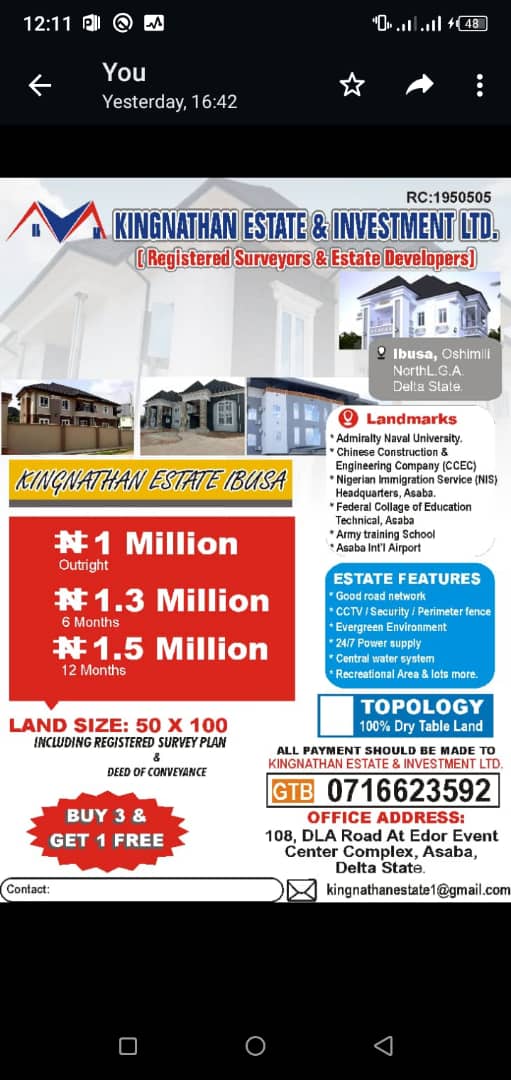 12:11
48
You
Yesterday, 16:42
RC:1950505
KINGNATHAN ESTATE & INVESTMENT LTD.
[Registered Surveyors & Estate Developers]
Ibusa, Oshimili
NorthL.G.A.
Delta State.
Landmarks
* Admiralty Naval University.
* Chinese Construction &
Engineering Company (CCEC)
* Nigerian Immigration Service (NIS)
Headquarters, Asaba.
* Federal Collage of Education
Technical, Asaba
* Army training School
* Asaba Int'l Airport
KINGNATHAN ESTATE IBUSA
₦1 Million
Outright
₦1.3 Million
6 Months
₦1.5 Million
12 Months
ESTATE FEATURES
* Good road network
* CCTV / Security / Perimeter fence
* Evergreen Environment
* 24/7 Power supply
* Central water system
* Recreational Area & lots more.
TOPOLOGY
100% Dry Table Land
LAND SIZE: 50 X 100
INCLUDING REGISTERED SURVEY PLAN
&
DEED OF CONVEYANCE
ALL PAYMENT SHOULD BE MADE TO
KINGNATHAN ESTATE & INVESTMENT LTD.
GTB 0716623592
OFFICE ADDRESS:
108, DLA Road At Edor Event
Center Complex, Asaba,
Delta State.
BUY 3 &
GET 1 FREE
Contact:
kingnathanestate1@gmail.com